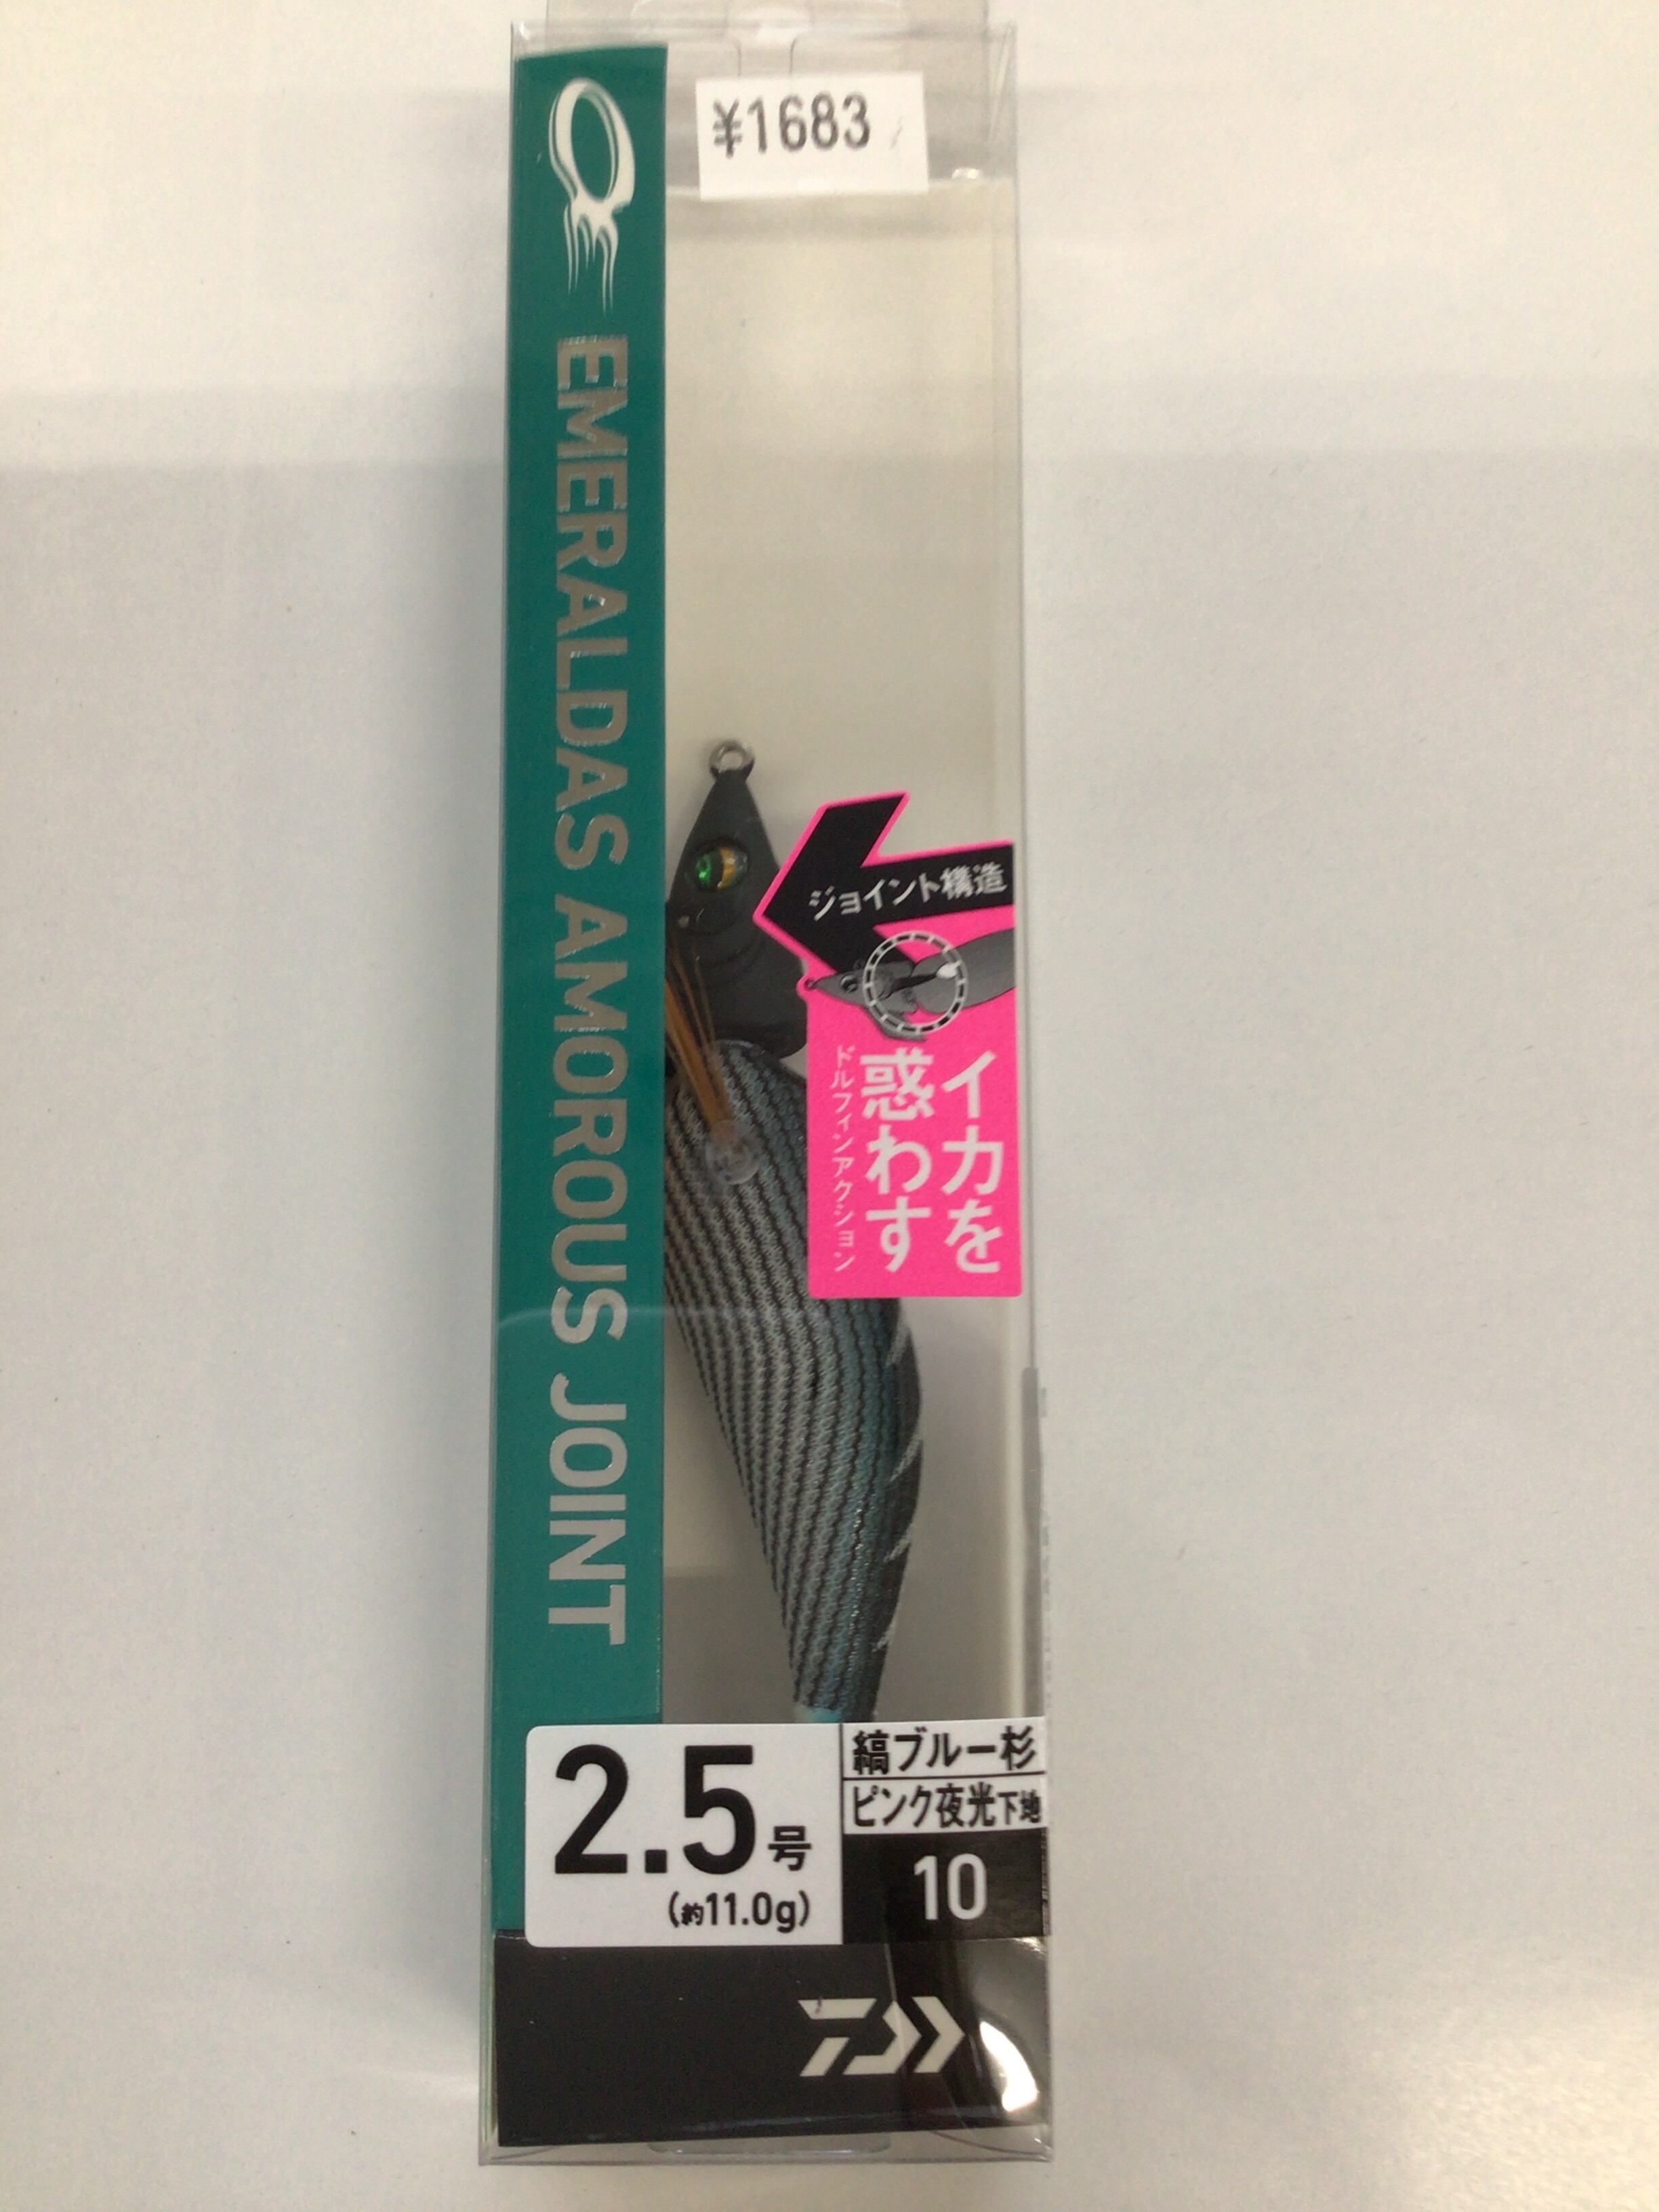 ¥1683
EMERALDAS AMOROUS JOINT
ジョイント構造
イカを
惑わす
ドルフィンアクション
2.5号
(約11.0g)
縞ブルー杉
ピンク夜光下地
10